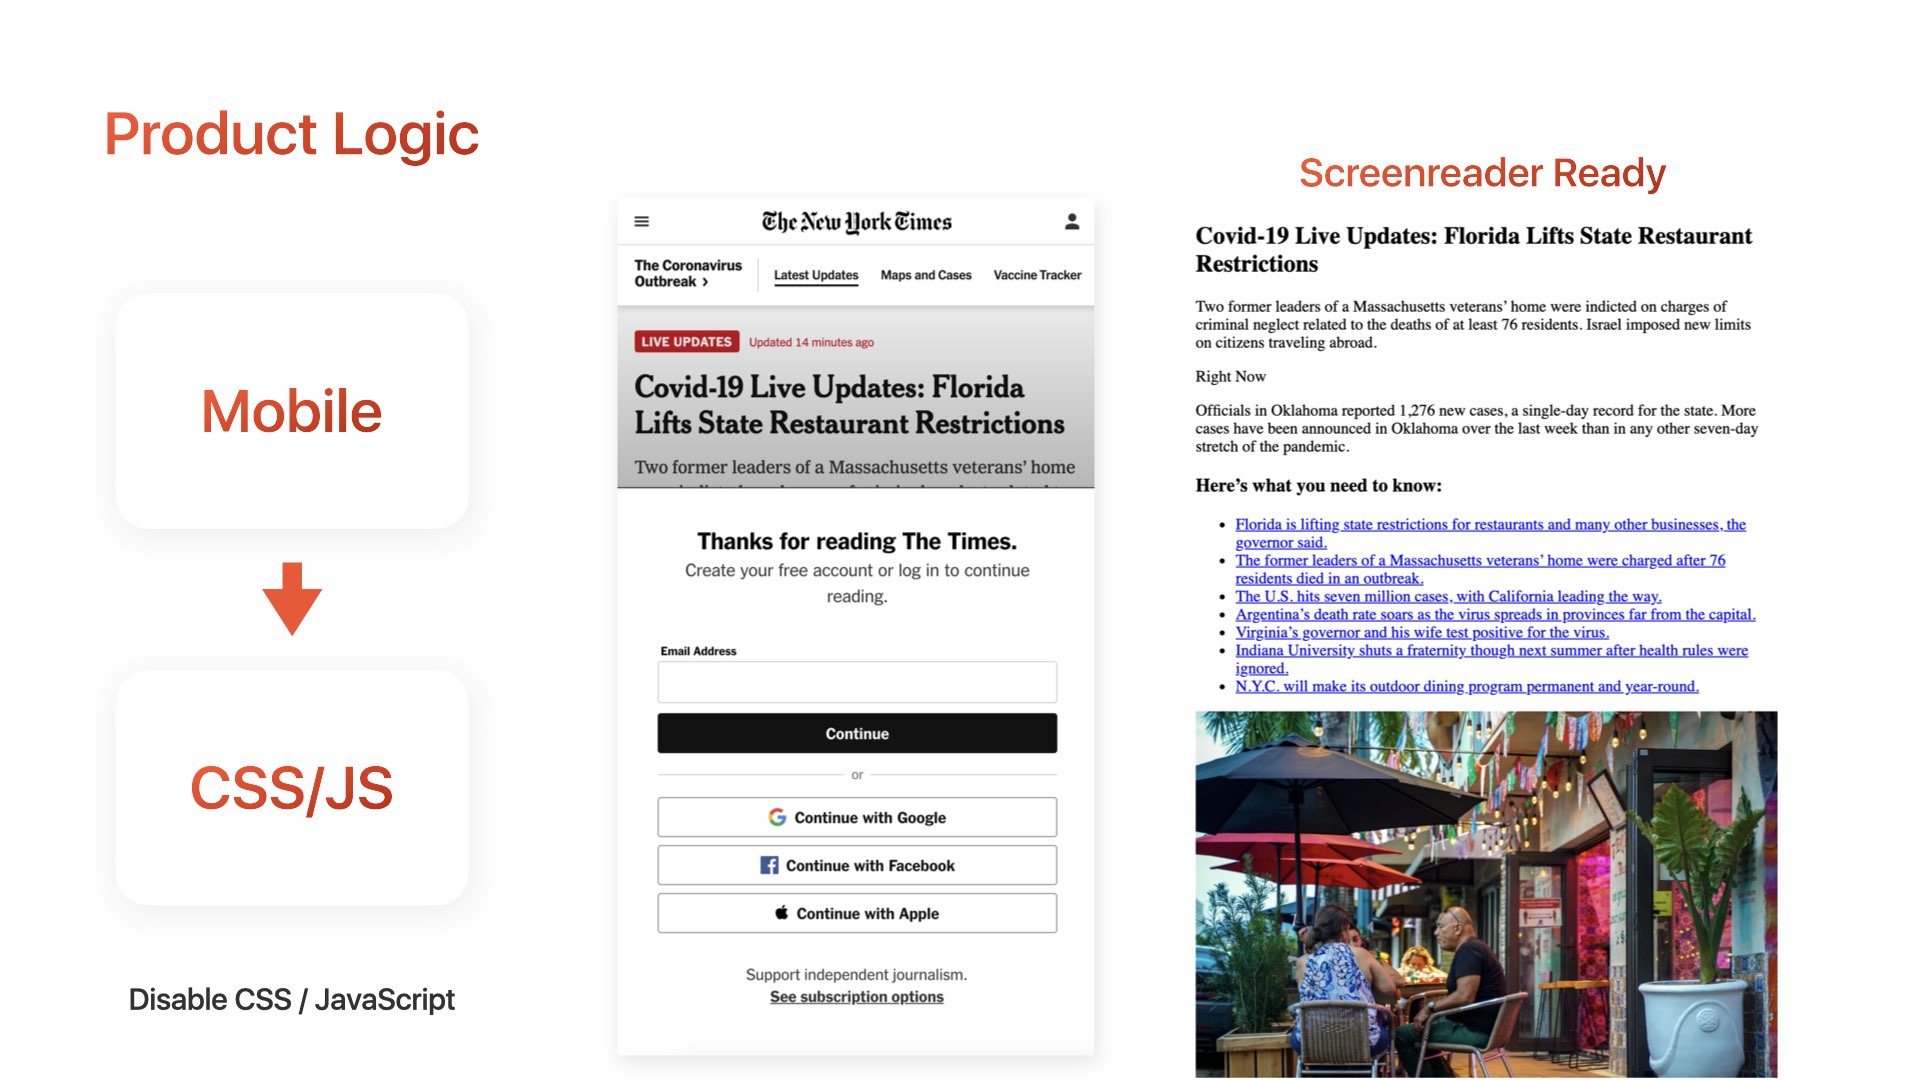 Product Logic
Mobile
CSS/JS
Disable CSS / JavaScript
The New York Times
The Coronavirus
Outbreak ›
Latest Updates
Maps and Cases
Vaccine Tracker
LIVE UPDATES
Updated 14 minutes ago
Covid-19 Live Updates: Florida
Lifts State Restaurant Restrictions
Two former leaders of a Massachusetts veterans’ home
Thanks for reading The Times.
Create your free account or log in to continue
reading.
Email Address
Continue
or
Continue with Google
Continue with Facebook
Continue with Apple
Support independent journalism.
See subscription options
Screenreader Ready
Covid-19 Live Updates: Florida Lifts State Restaurant
Restrictions
Two former leaders of a Massachusetts veterans’ home were indicted on charges of
criminal neglect related to the deaths of at least 76 residents. Israel imposed new limits
on citizens traveling abroad.
Right Now
Officials in Oklahoma reported 1,276 new cases, a single-day record for the state. More
cases have been announced in Oklahoma over the last week than in any other seven-day
stretch of the pandemic.
Here’s what you need to know:
Florida is lifting state restrictions for restaurants and many other businesses, the
governor said.
The former leaders of a Massachusetts veterans’ home were charged after 76
residents died in an outbreak.
The U.S. hits seven million cases, with California leading the way.
Argentina’s death rate soars as the virus spreads in provinces far from the capital.
Virginia’s governor and his wife test positive for the virus.
Indiana University shuts a fraternity though next summer after health rules were
ignored.
N.Y.C. will make its outdoor dining program permanent and year-round.